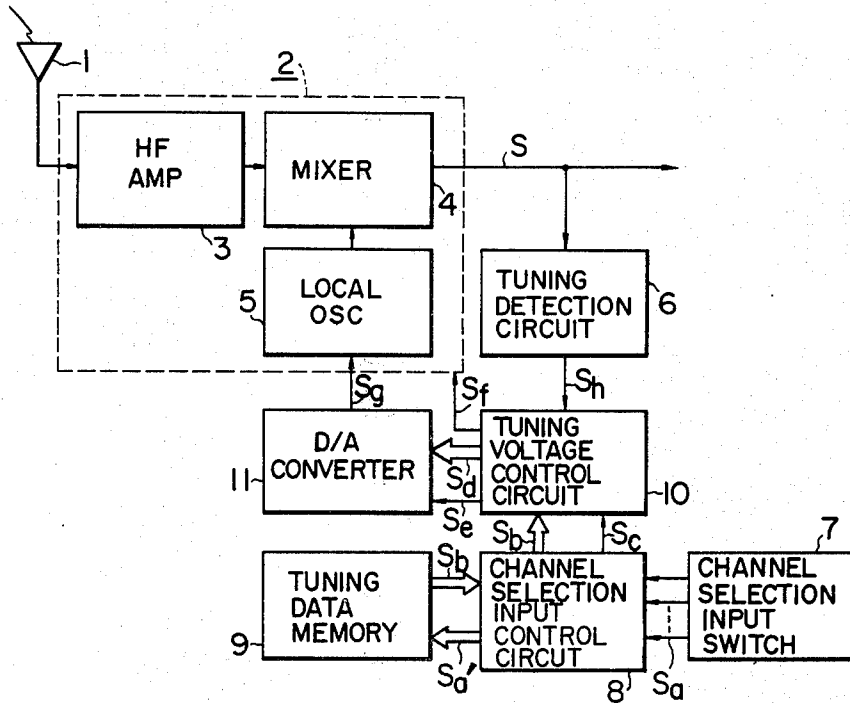 1
2
HF
AMP
3
MIXER
4
S
5
LOCAL
OSC
TUNING
DETECTION
CIRCUIT
6
Sg
Sf
Sh
D/A
CONVERTER
11
Sd
Se
TUNING
VOLTAGE
CONTROL
CIRCUIT
10
Sb
Sc
7
TUNING
DATA
MEMORY
9
Sb
Sa'
CHANNEL
SELECTION
INPUT
CONTROL
CIRCUT
8
Sa
CHANNEL
SELECTION
INPUT
SWITCH